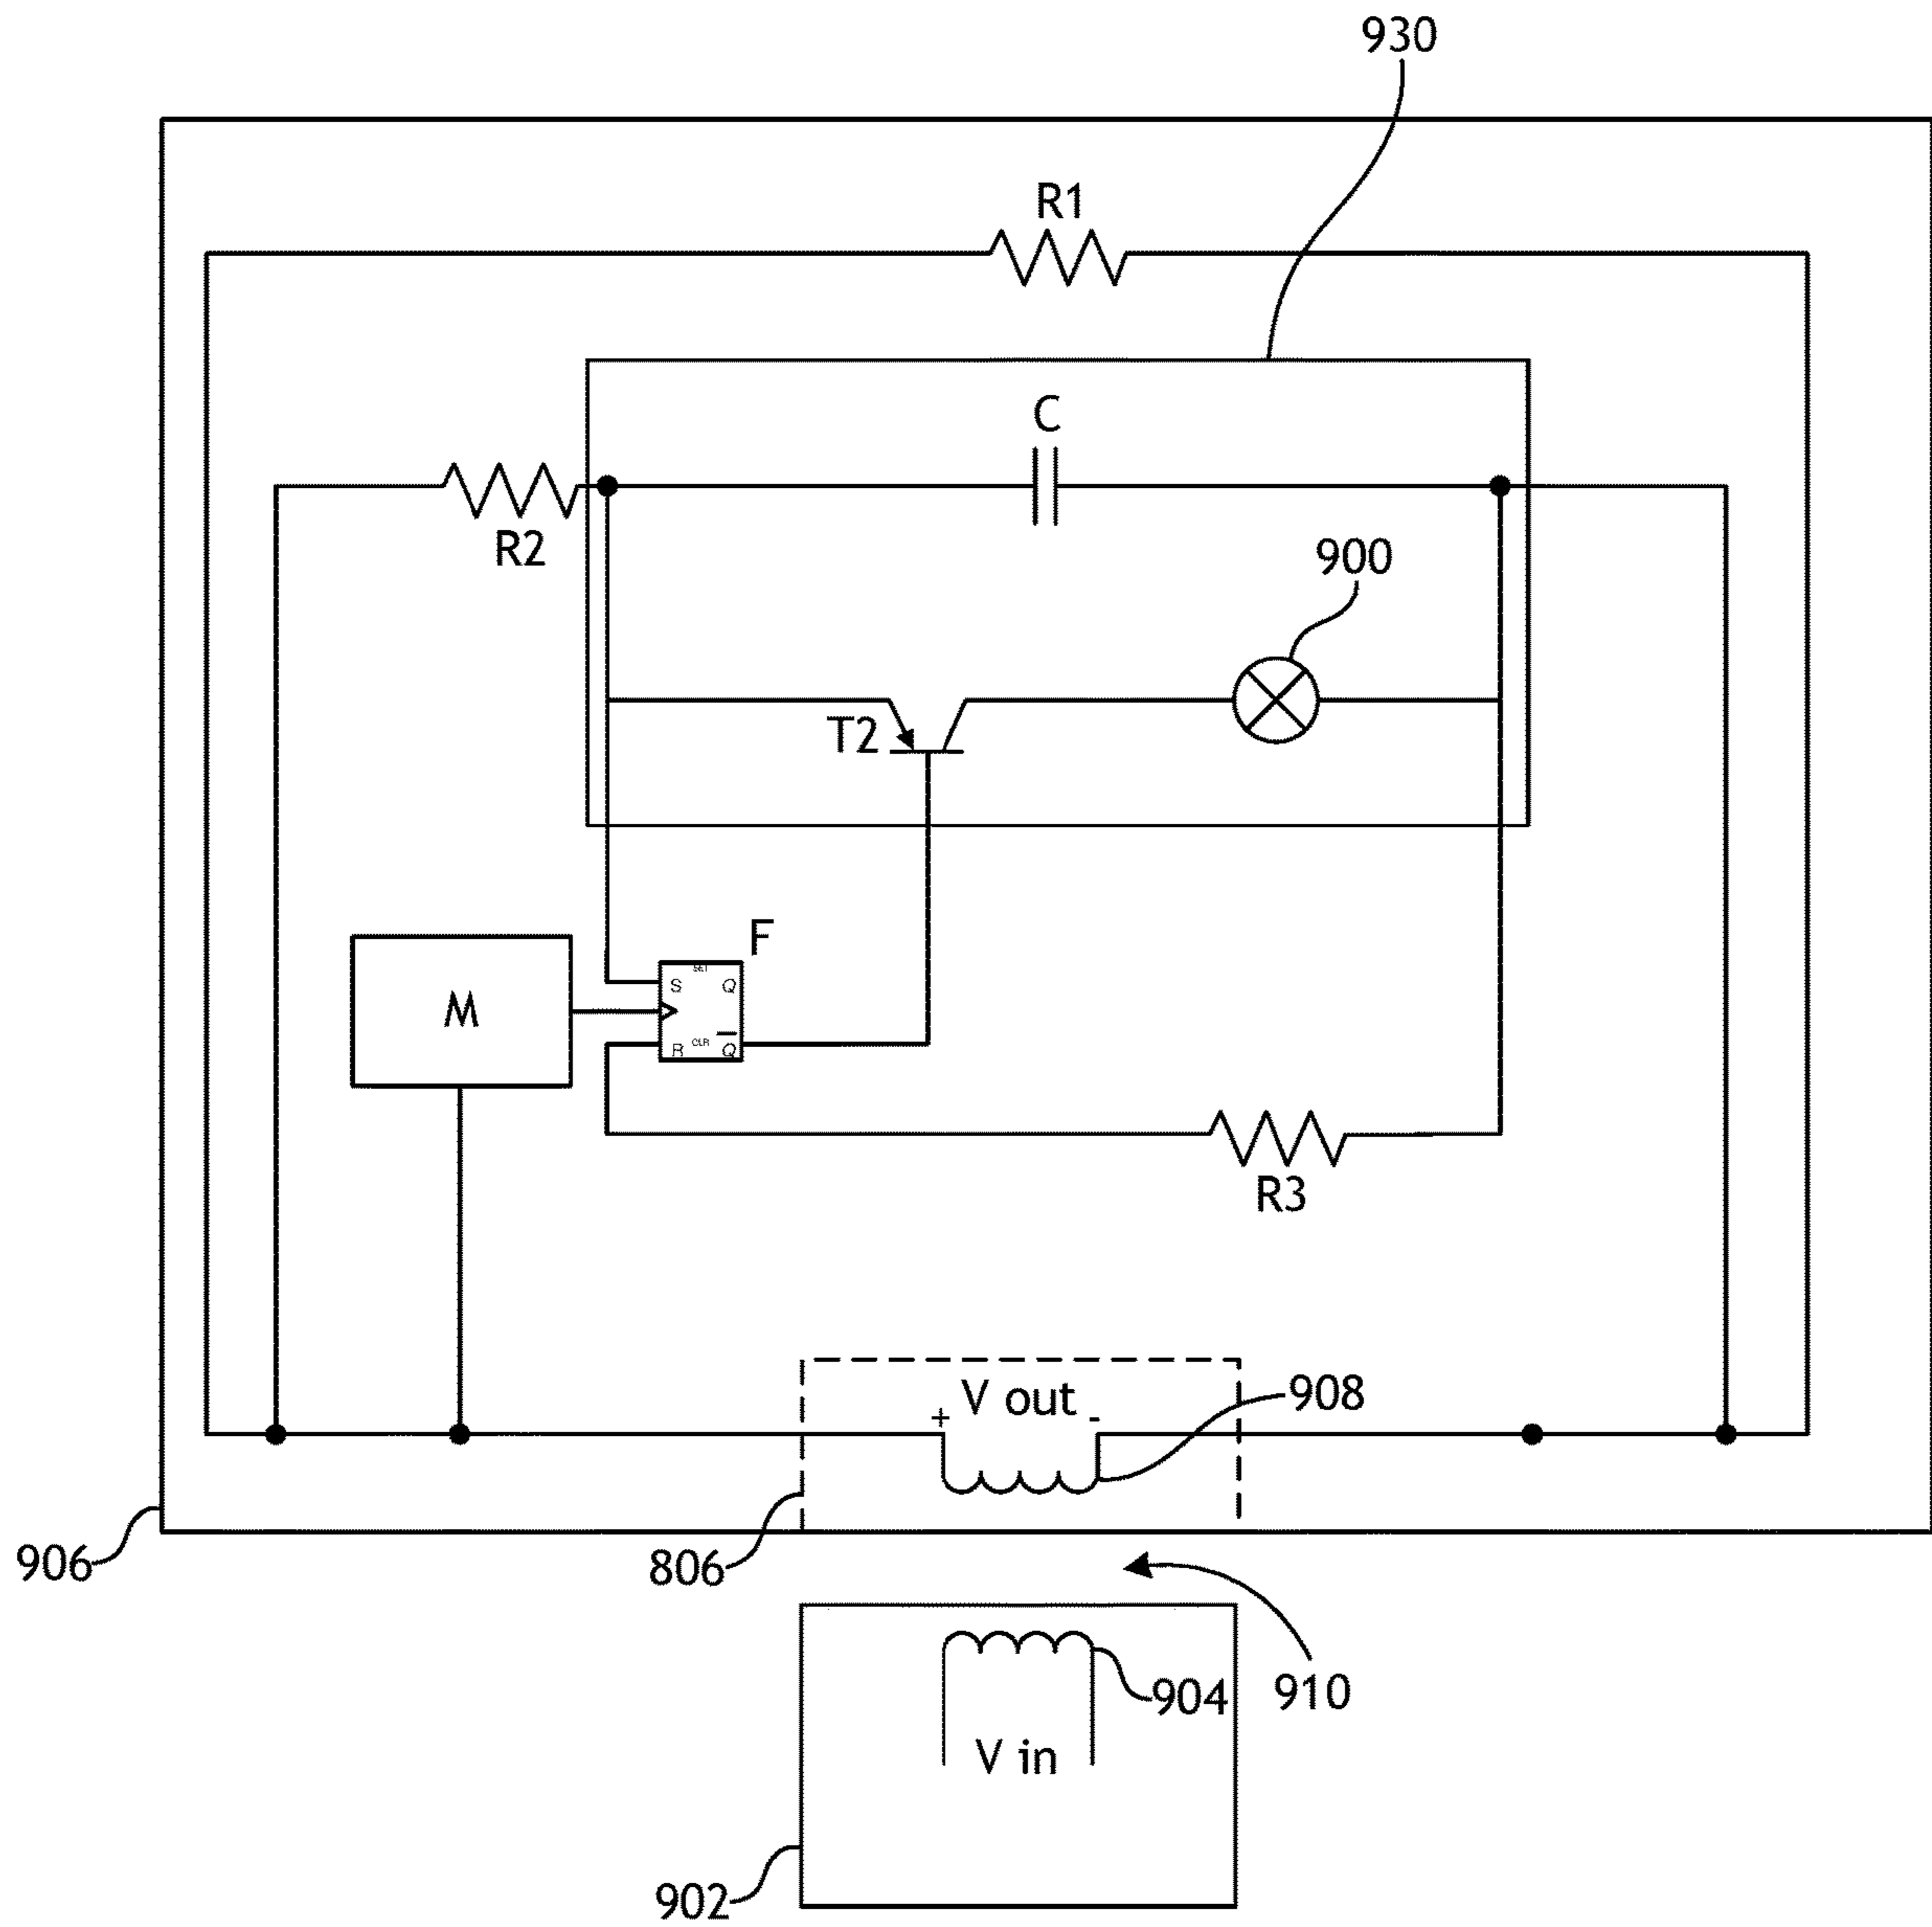 930
R1
C
R2
900
T2
F
SET
S Q
M
R CLR Q̅
R3
+ V out -
908
906
806
910
904
V in
902